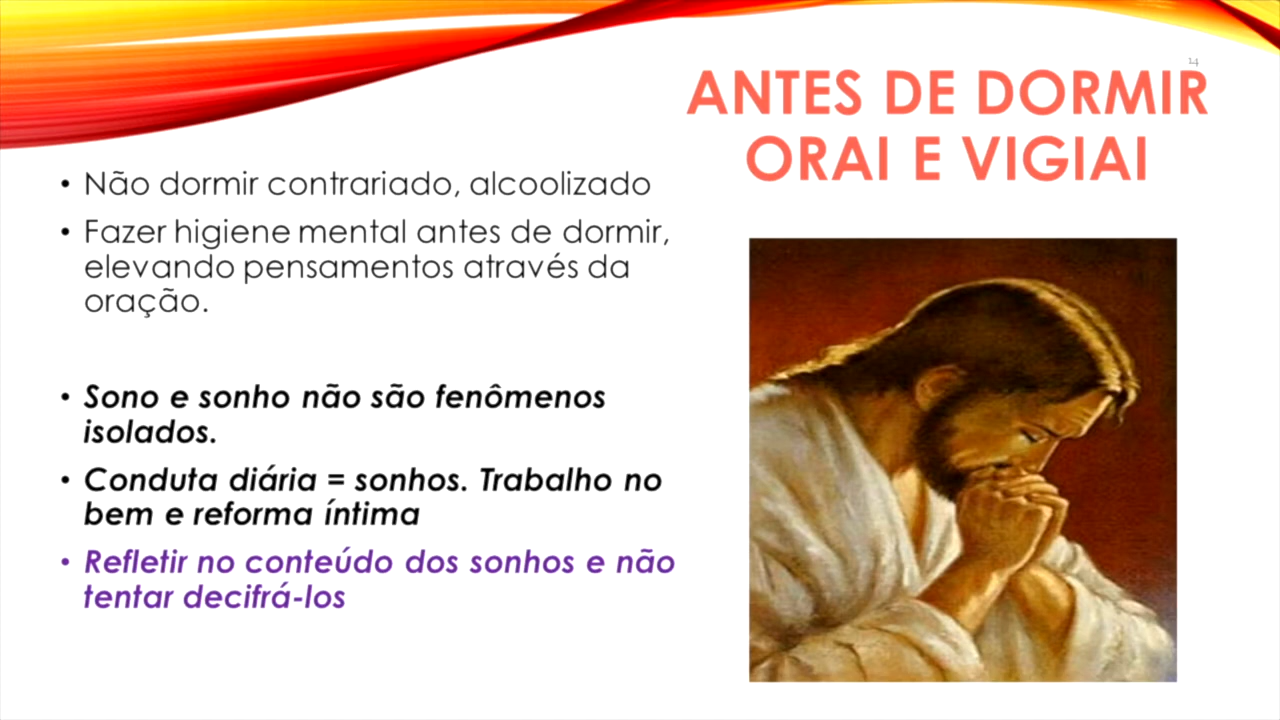 4
ANTES DE DORMIR
ORAI E VIGIAI
• Não dormir contrariado, alcoolizado
• Fazer higiene mental antes de dormir,
elevando pensamentos através da
oração.
• Sono e sonho não são fenômenos
isolados.
• Conduta diária = sonhos. Trabalho no
bem e reforma íntima
• Refletir no conteúdo dos sonhos e não
tentar decifrá-los